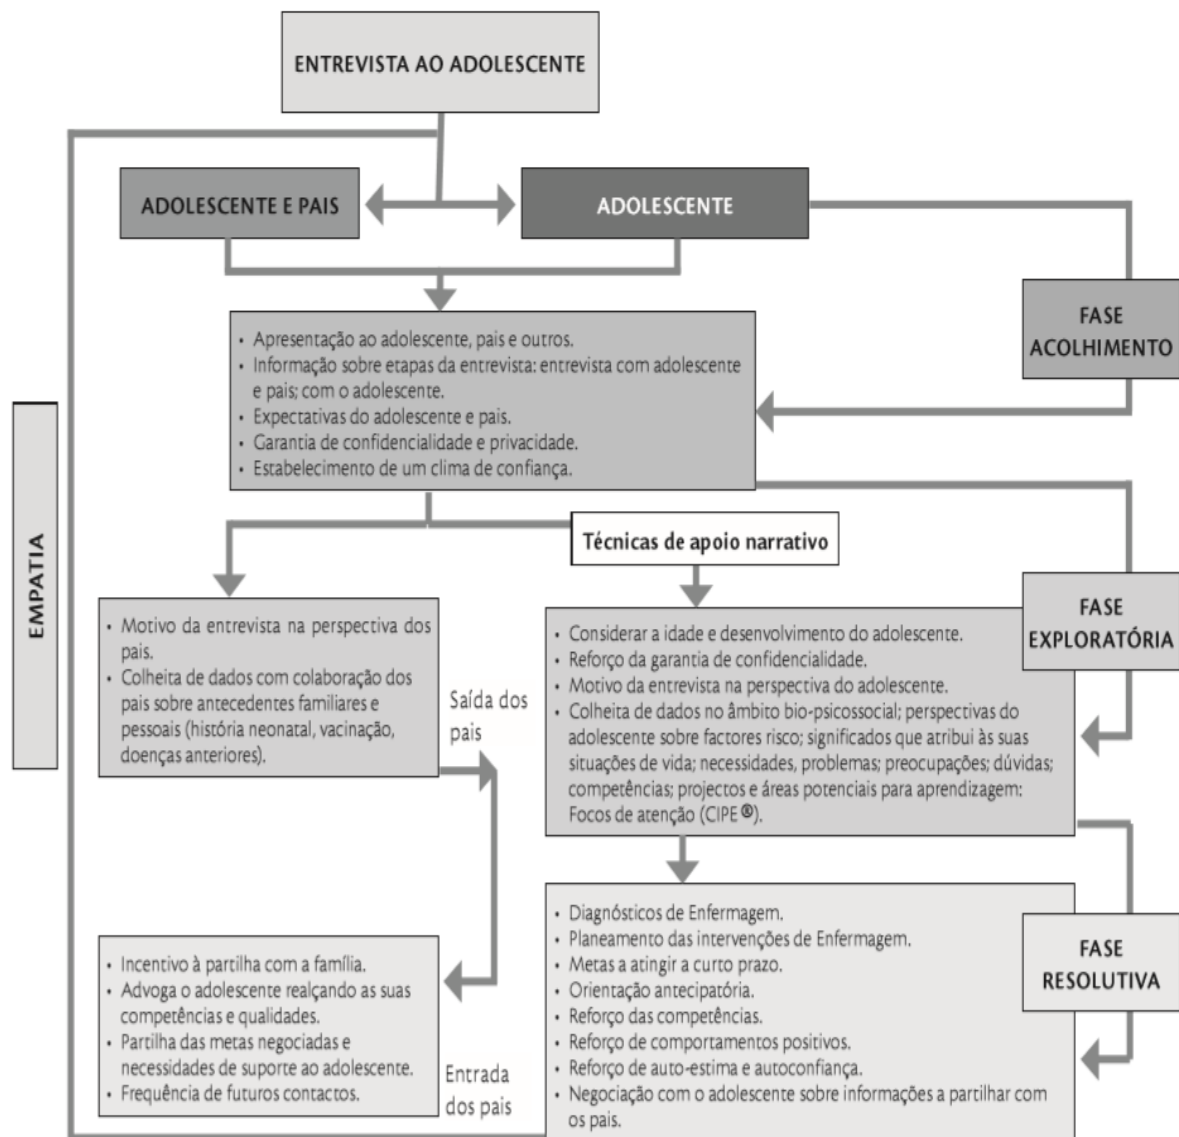 ENTREVISTA AO ADOLESCENTE
ADOLESCENTE E PAIS
ADOLESCENTE
FASE
ACOLHIMENTO
• Apresentação ao adolescente, pais e outros.
• Informação sobre etapas da entrevista: entrevista com adolescente
e pais; com o adolescente.
• Expectativas do adolescente e pais.
• Garantia de confidencialidade e privacidade.
• Estabelecimento de um clima de confiança.
EMPATIA
Técnicas de apoio narrativo
FASE
EXPLORATÓRIA
• Motivo da entrevista na perspectiva dos
pais.
• Colheita de dados com colaboração dos
pais sobre antecedentes familiares e
pessoais (história neonatal, vacinação,
doenças anteriores).
Saída dos
pais
• Considerar a idade e desenvolvimento do adolescente.
• Reforço da garantia de confidencialidade.
• Motivo da entrevista na perspectiva do adolescente.
• Colheita de dados no âmbito bio-psicossocial; perspectivas do
adolescente sobre factores risco; significados que atribui às suas
situações de vida; necessidades, problemas; preocupações; dúvidas;
competências; projectos e áreas potenciais para aprendizagem:
Focos de atenção (CIPE®).
• Diagnósticos de Enfermagem.
• Planeamento das intervenções de Enfermagem.
• Metas a atingir a curto prazo.
• Orientação antecipatória.
• Reforço das competências.
• Reforço de comportamentos positivos.
• Reforço de auto-estima e autoconfiança.
• Negociação com o adolescente sobre informações a partilhar com
os pais.
FASE
RESOLUTIVA
• Incentivo à partilha com a família.
• Advoga o adolescente realçando as suas
competências e qualidades.
• Partilha das metas negociadas e
necessidades de suporte ao adolescente.
• Frequência de futuros contactos.
Entrada
dos pais